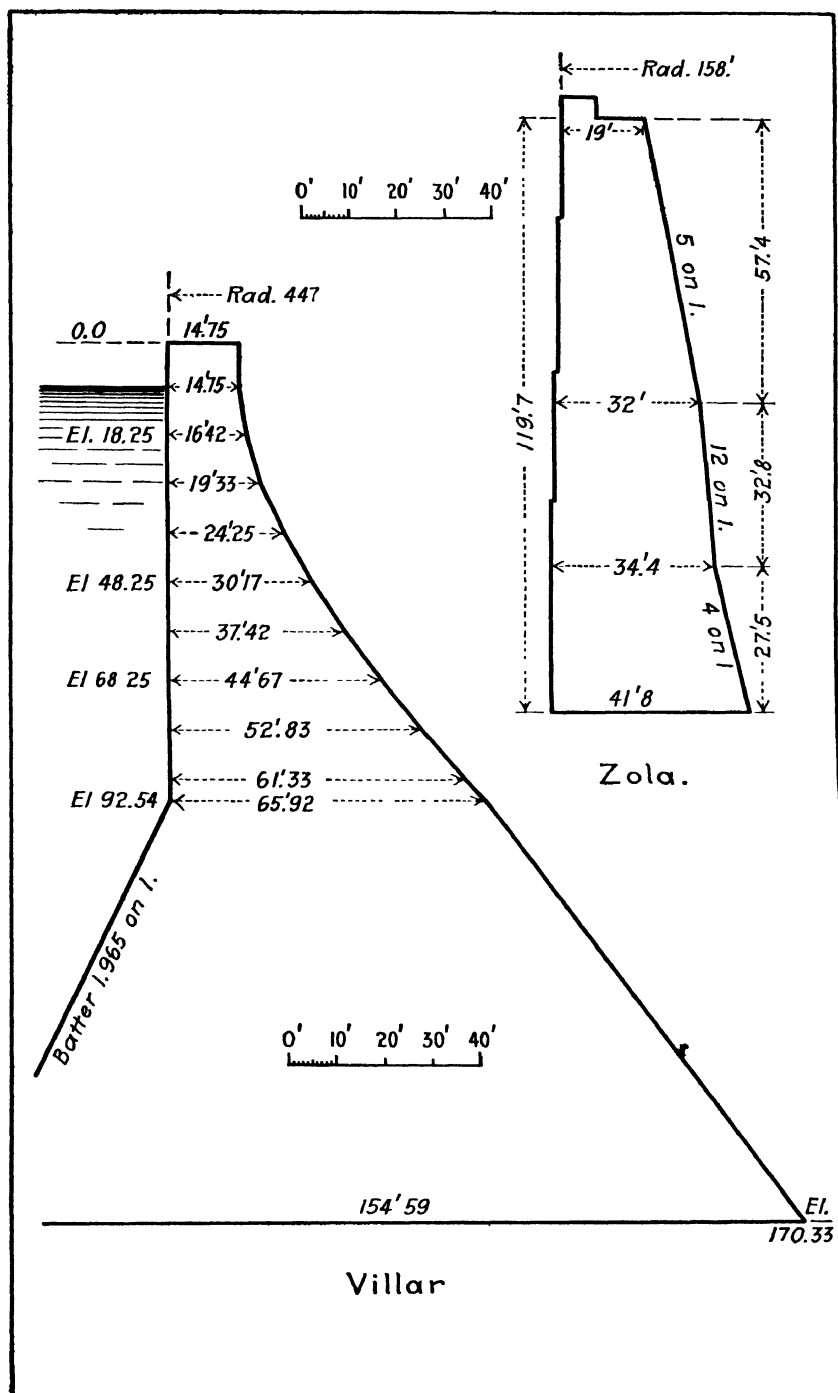 Rad. 158.'
19'
0' 10' 20' 30' 40'
5 on 1.
57.'4
119.'7
32'
12 on 1.
32.'8
34.'4
4 on 1
27.'5
41'8
Zola.
Rad. 447
0.0
14.'75
14.'75
El. 18.25
16'42
19'33
24'.25
El 48.25
30'17
37'.42
El 68 25
44'67
52'.83
61'.33
El 92.54
65'.92
Batter 1.965 on 1.
0' 10' 20' 30' 40'
154'59
El.
170.33
Villar